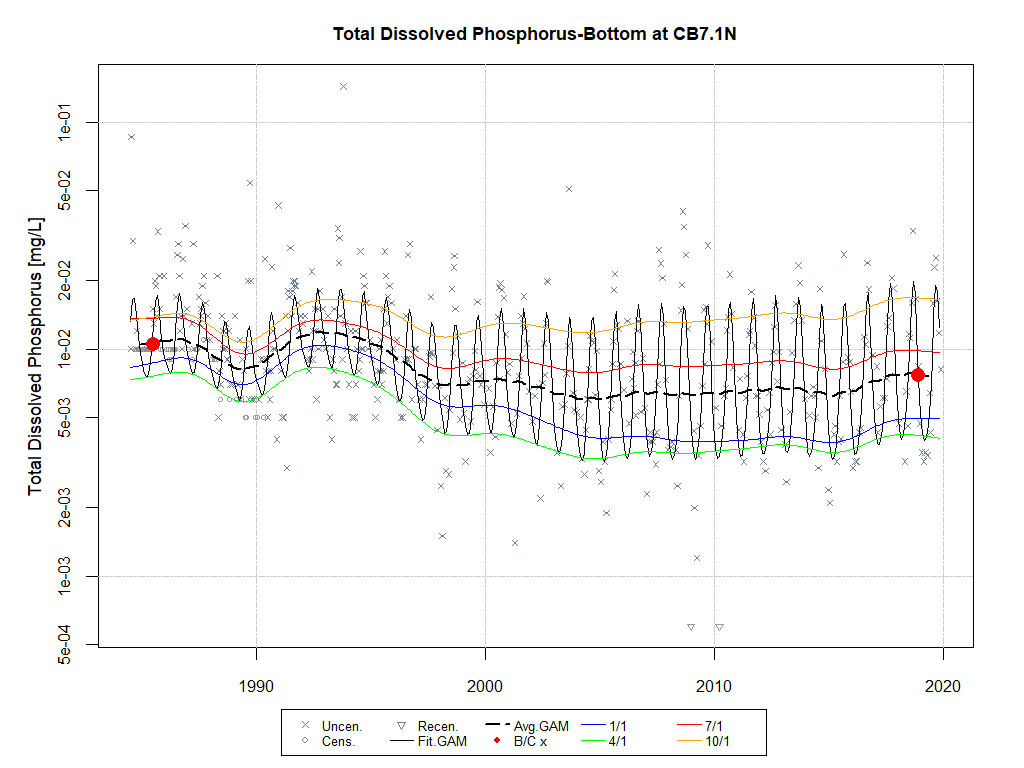 Total Dissolved Phosphorus-Bottom at CB7.1N
Total Dissolved Phosphorus [mg/L]
1e-01
5e-02
2e-02
1e-02
5e-03
2e-03
1e-03
5e-04
1990 2000 2010 2020
Uncen. Recen. Avg.GAM 1/1 7/1
Cens. Fit.GAM B/C x 4/1 10/1